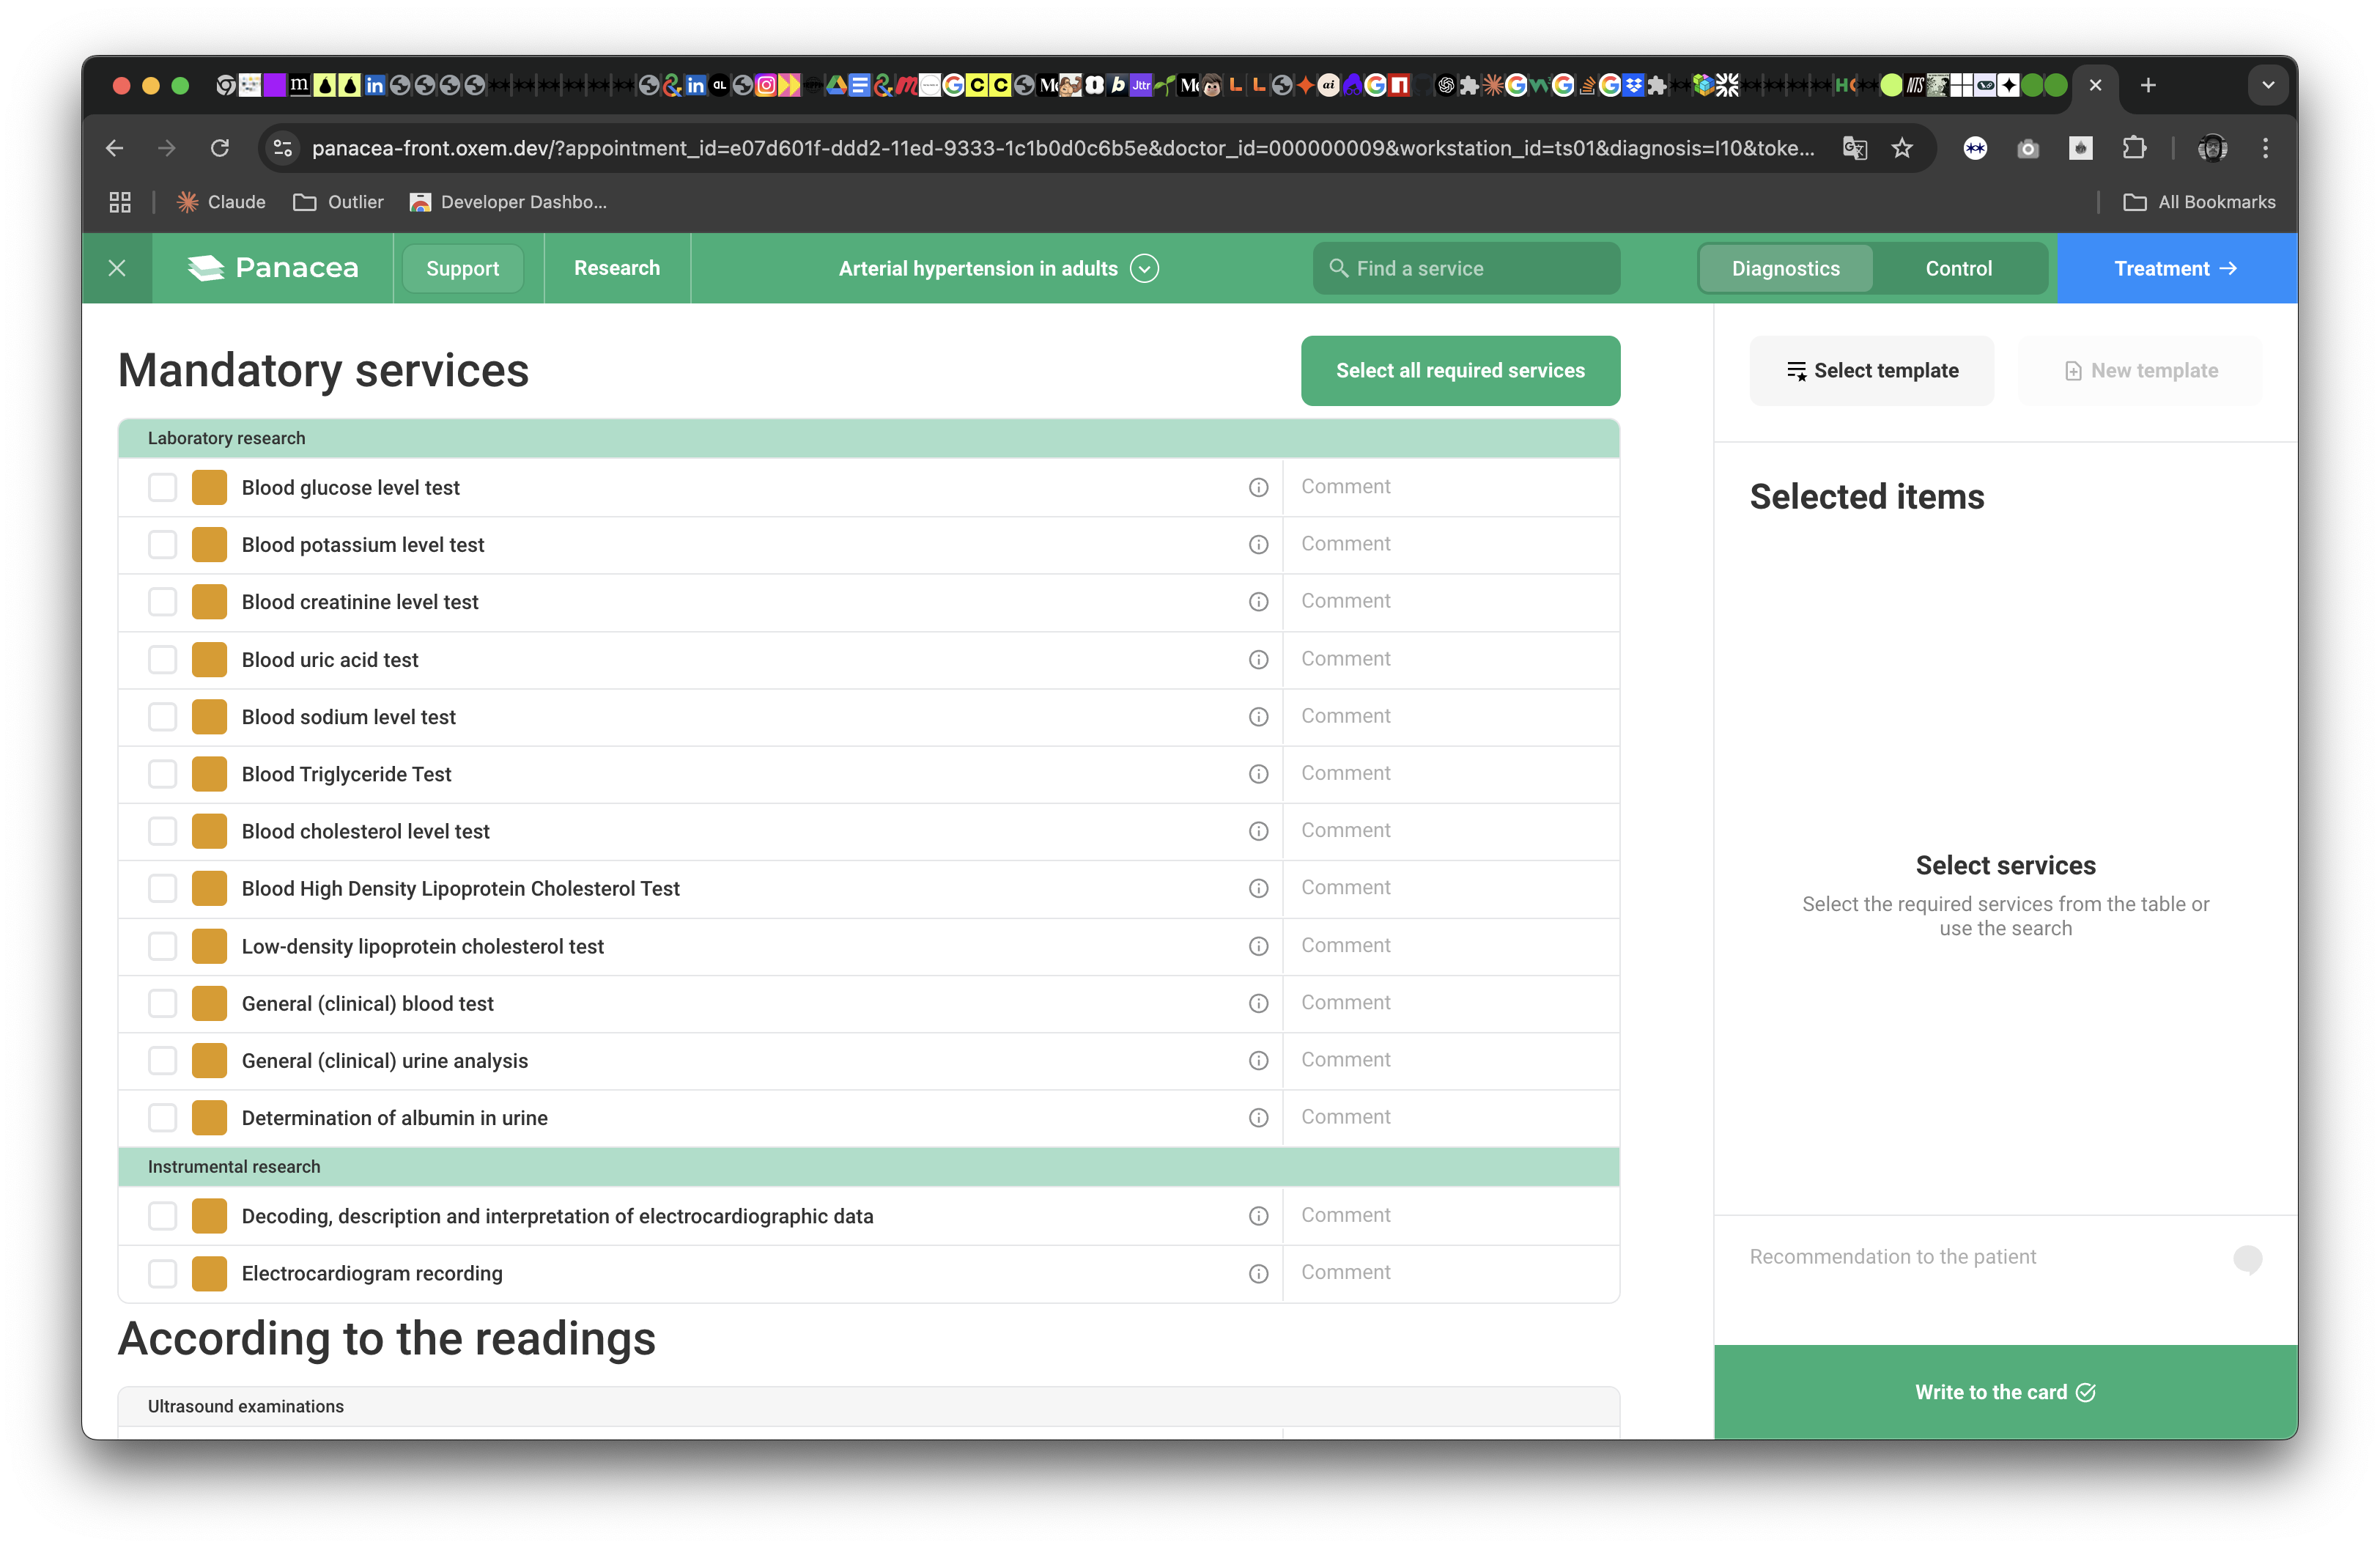 panacea-front.oxem.dev/?appointment_id=e07d601f-ddd2-11ed-9333-1c1b0d0c6b5e&doctor_id=000000009&workstation_id=ts01&diagnosis=I10&toke...
Claude Outlier Developer Dashbo... All Bookmarks
Panacea Support Research Arterial hypertension in adults Find a service Diagnostics Control Treatment
Mandatory services
Select all required services
Laboratory research
Blood glucose level test Comment
Blood potassium level test Comment
Blood creatinine level test Comment
Blood uric acid test Comment
Blood sodium level test Comment
Blood Triglyceride Test Comment
Blood cholesterol level test Comment
Blood High Density Lipoprotein Cholesterol Test Comment
Low-density lipoprotein cholesterol test Comment
General (clinical) blood test Comment
General (clinical) urine analysis Comment
Determination of albumin in urine Comment
Instrumental research
Decoding, description and interpretation of electrocardiographic data Comment
Electrocardiogram recording Comment
According to the readings
Ultrasound examinations
Select template New template
Selected items
Select services
Select the required services from the table or
use the search
Recommendation to the patient
Write to the card